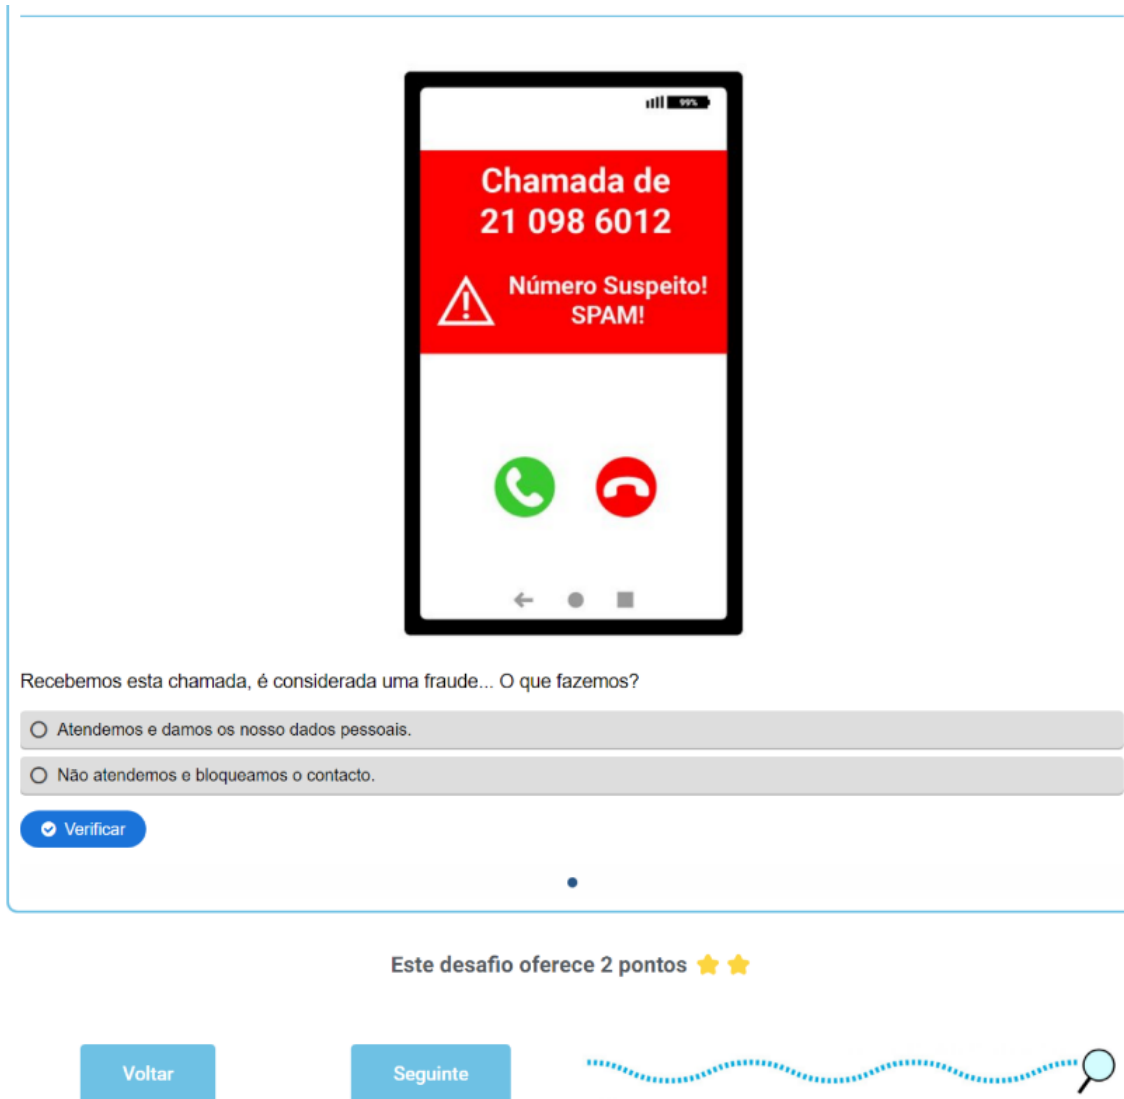 99%
Chamada de
21 098 6012
Número Suspeito!
SPAM!
Recebemos esta chamada, é considerada uma fraude... O que fazemos?
Atendemos e damos os nosso dados pessoais.
Não atendemos e bloqueamos o contacto.
Verificar
Este desafio oferece 2 pontos
Voltar
Seguinte